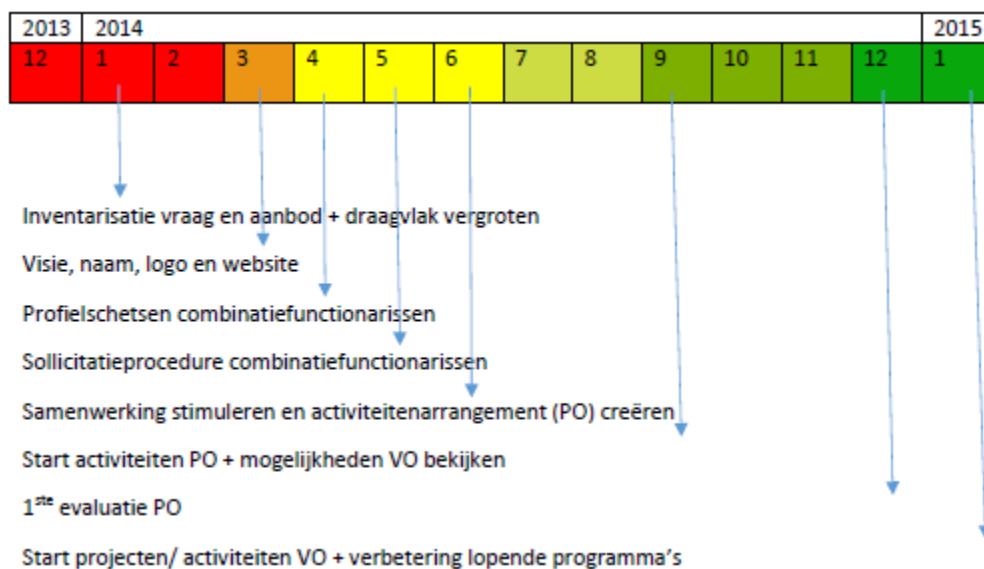 2013 2014 2015
12 1 2 3 4 5 6 7 8 9 10 11 12 1
Inventarisatie vraag en aanbod + draagvlak vergroten
Visie, naam, logo en website
Profielschetsen combinatiefunctionarissen
Sollicitatieprocedure combinatiefunctionarissen
Samenwerking stimuleren en activiteitenarrangement (PO) creëren
Start activiteiten PO + mogelijkheden VO bekijken
1ste evaluatie PO
Start projecten/ activiteiten VO + verbetering lopende programma's